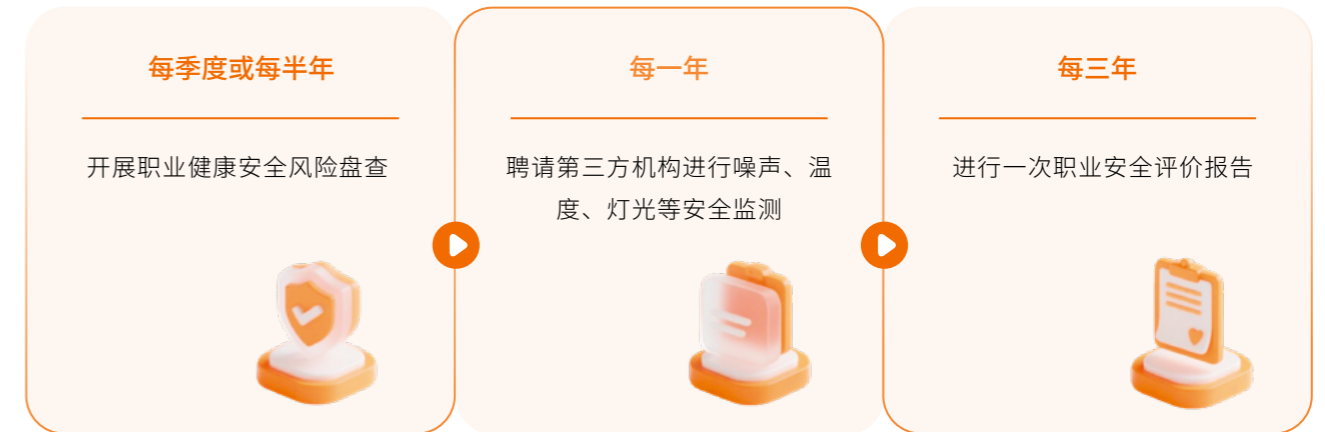 每季度或每半年
开展职业健康安全风险盘查
每一年
聘请第三方机构进行噪声、温
度、灯光等安全监测
每三年
进行一次职业安全评价报告